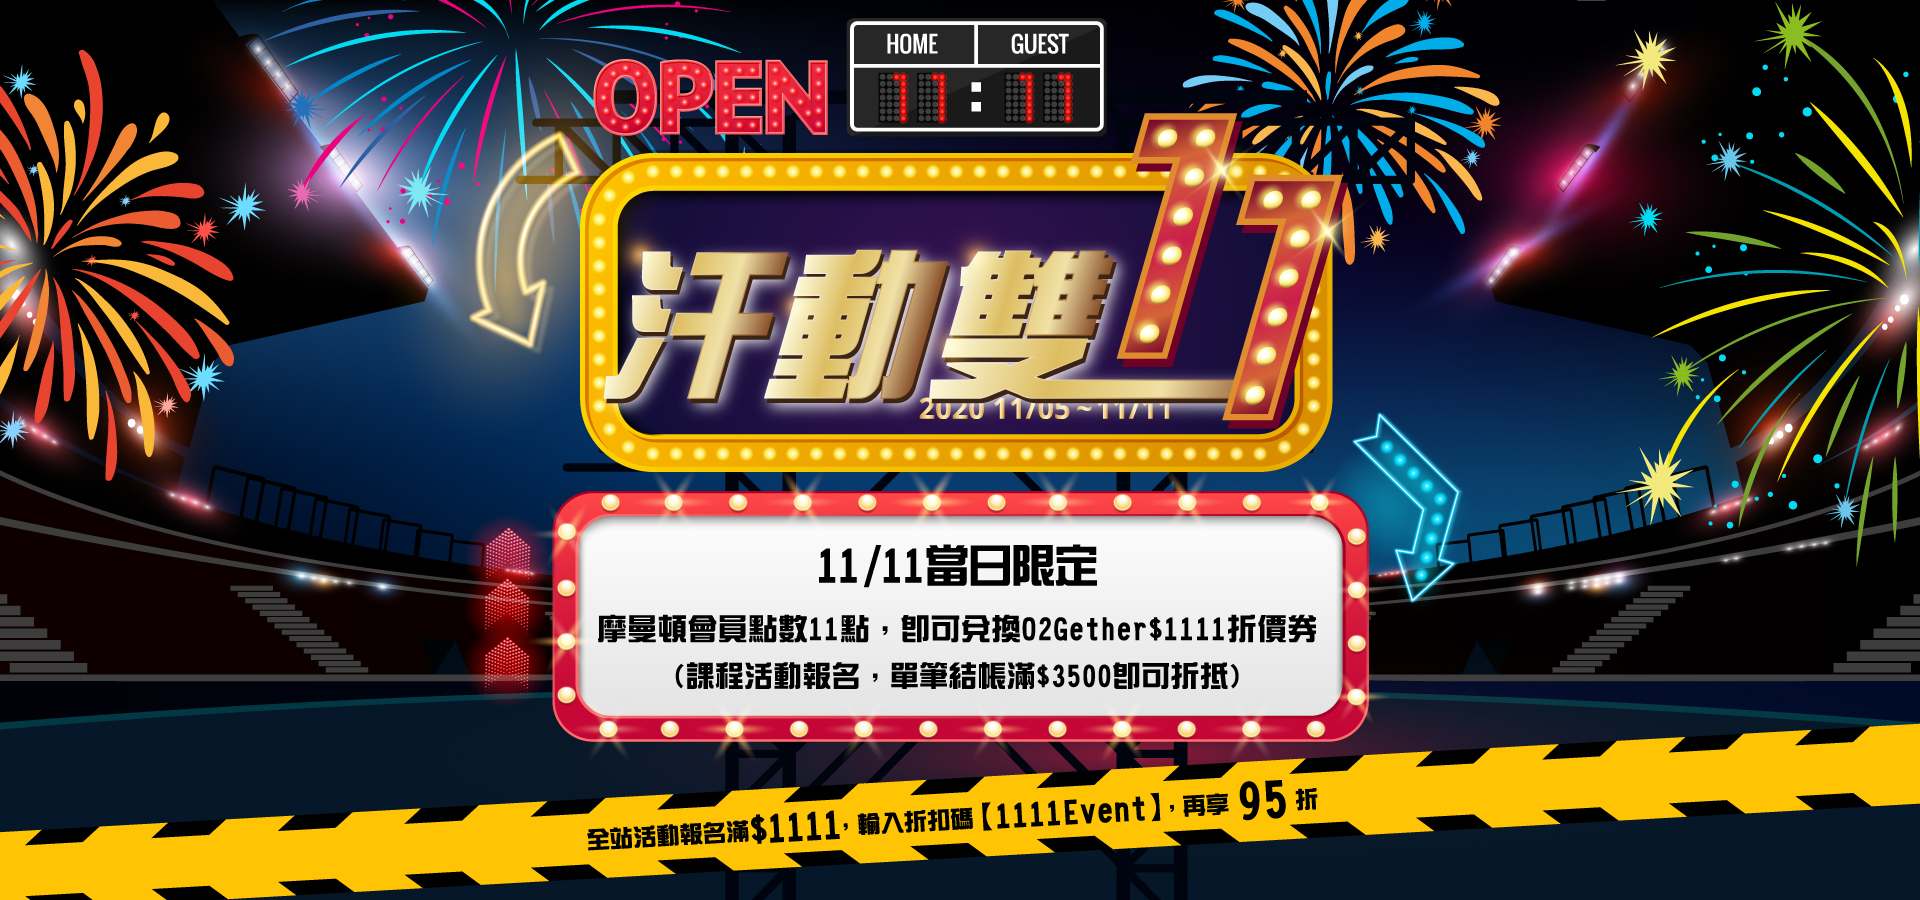 OPEN
HOME GUEST
11:11
汗動雙11
2020 11/05~11/11
11/11當日限定
摩曼頓會員點數11點，即可兌換O2Gether$1111折價券
(課程活動報名，單筆結帳滿$3500即可折抵)
全站活動報名滿$1111，輸入折扣碼【1111Event】，再享 95 折